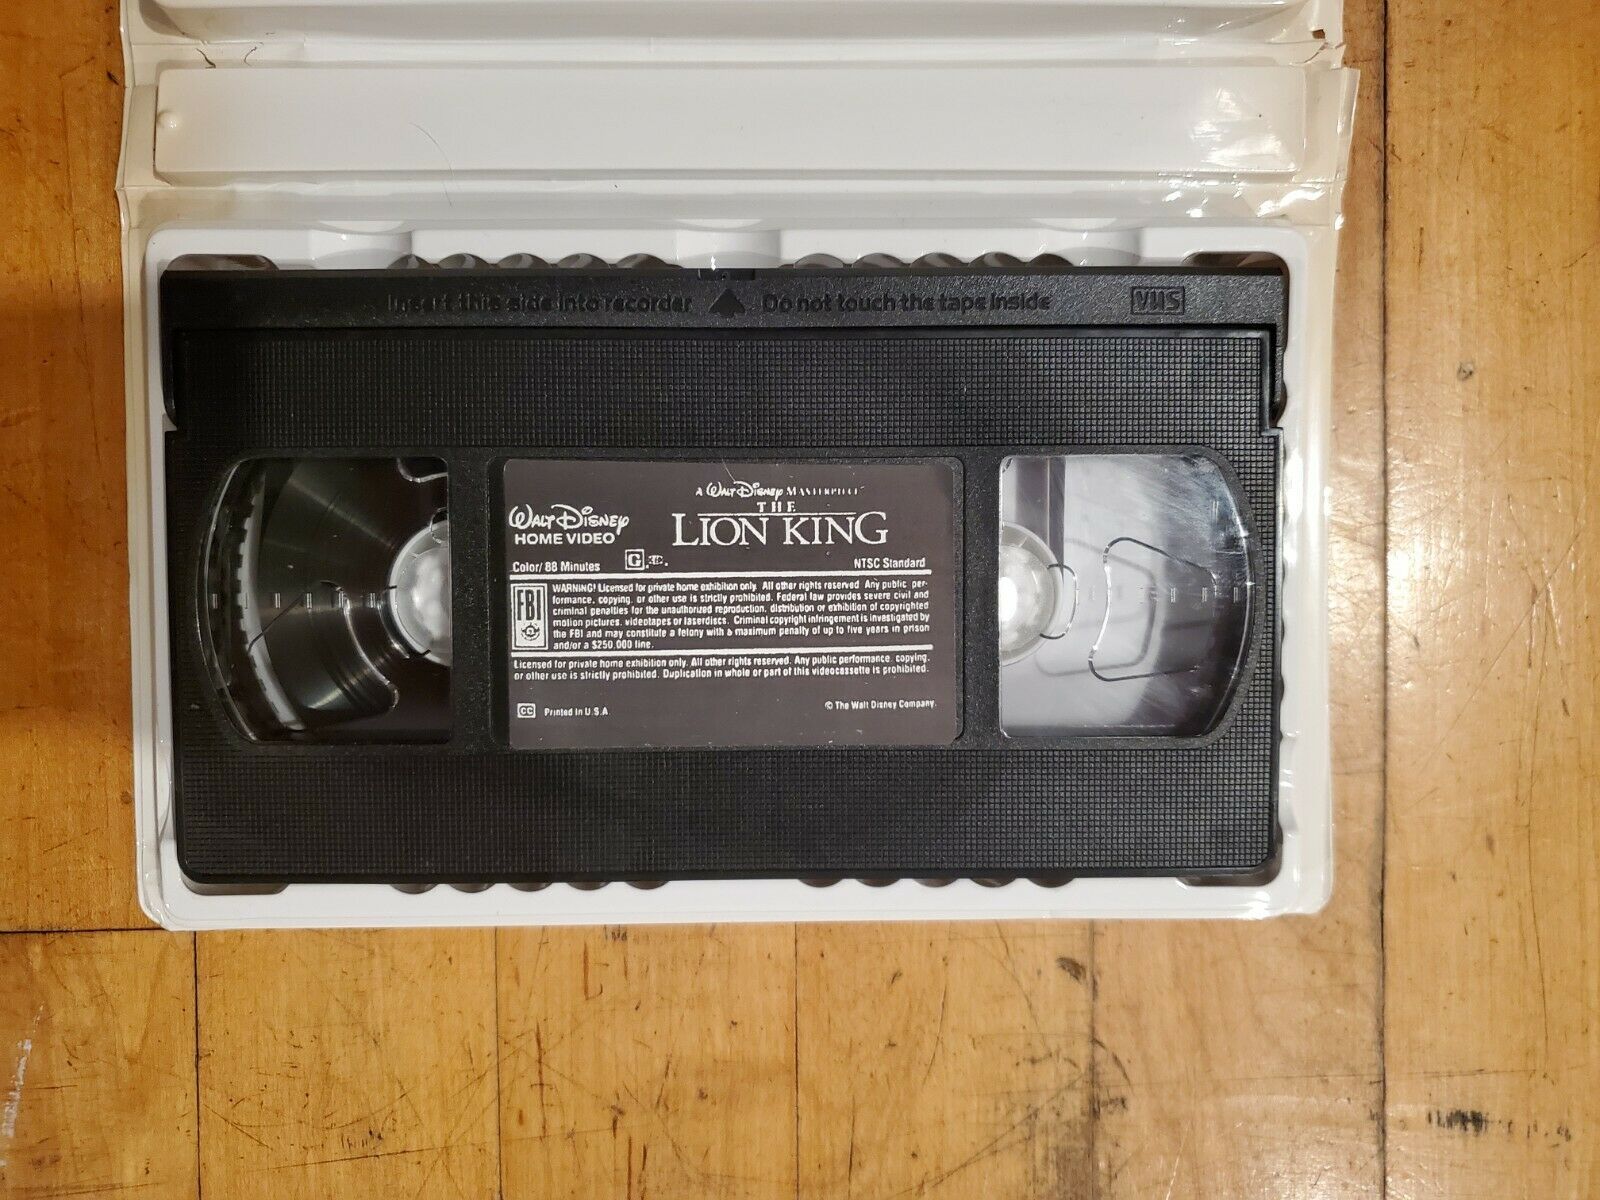 Insert this side into recorder Do not touch the tape inside VHS
A WALT DISNEY MASTERPIECE
THE
LION KING
WALT DISNEY
HOME VIDEO
Color/ 88 Minutes G NTSC Standard
FBI
WARNING! Licensed for private home exhibition only. All other rights reserved. Any public per-
formance, copying, or other use is strictly prohibited. Federal law provides severe civil and
criminal penalties for the unauthorized reproduction, distribution or exhibition of copyrighted
motion pictures, videotapes or laserdiscs. Criminal copyright infringement is investigated by
the FBI and may constitute a felony with a maximum penalty of up to five years in prison
and/or a $250,000 fine.
Licensed for private home exhibition only. All other rights reserved. Any public performance, copying,
or other use is strictly prohibited. Duplication in whole or part of this videocassette is prohibited.
CC Printed in U.S.A. © The Walt Disney Company.